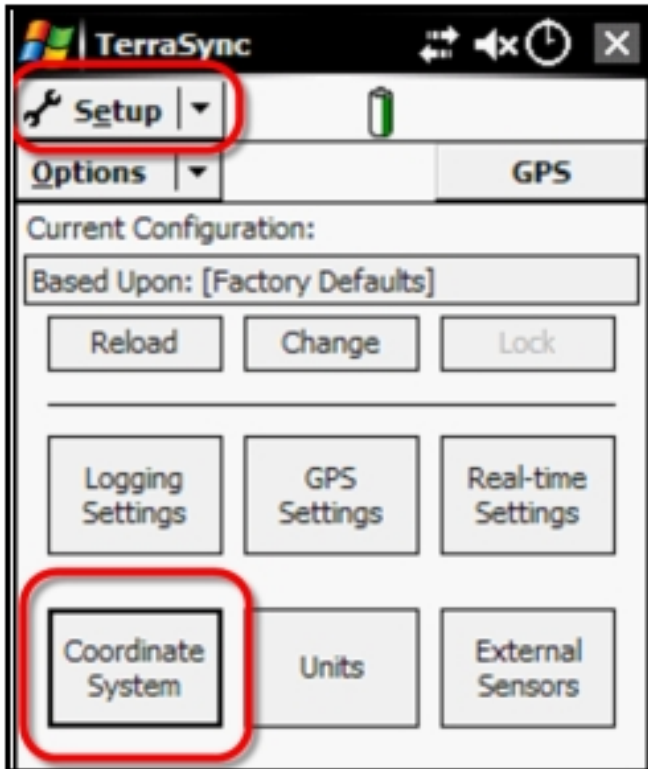 TerraSync
Setup
Options
GPS
Current Configuration:
Based Upon: [Factory Defaults]
Reload
Change
Lock
Logging
Settings
GPS
Settings
Real-time
Settings
Coordinate
System
Units
External
Sensors